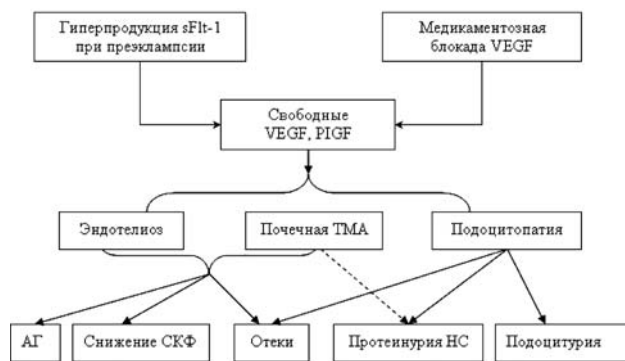 Гиперпродукция sFlt-1
при преэклампсии
Медикаментозная
блокада VEGF
Свободные
VEGF, PIGF
Эндотелиоз
Почечная ТМА
Подоцитопатия
АГ
Снижение СКФ
Отеки
Протеинурия НС
Подоцитурия